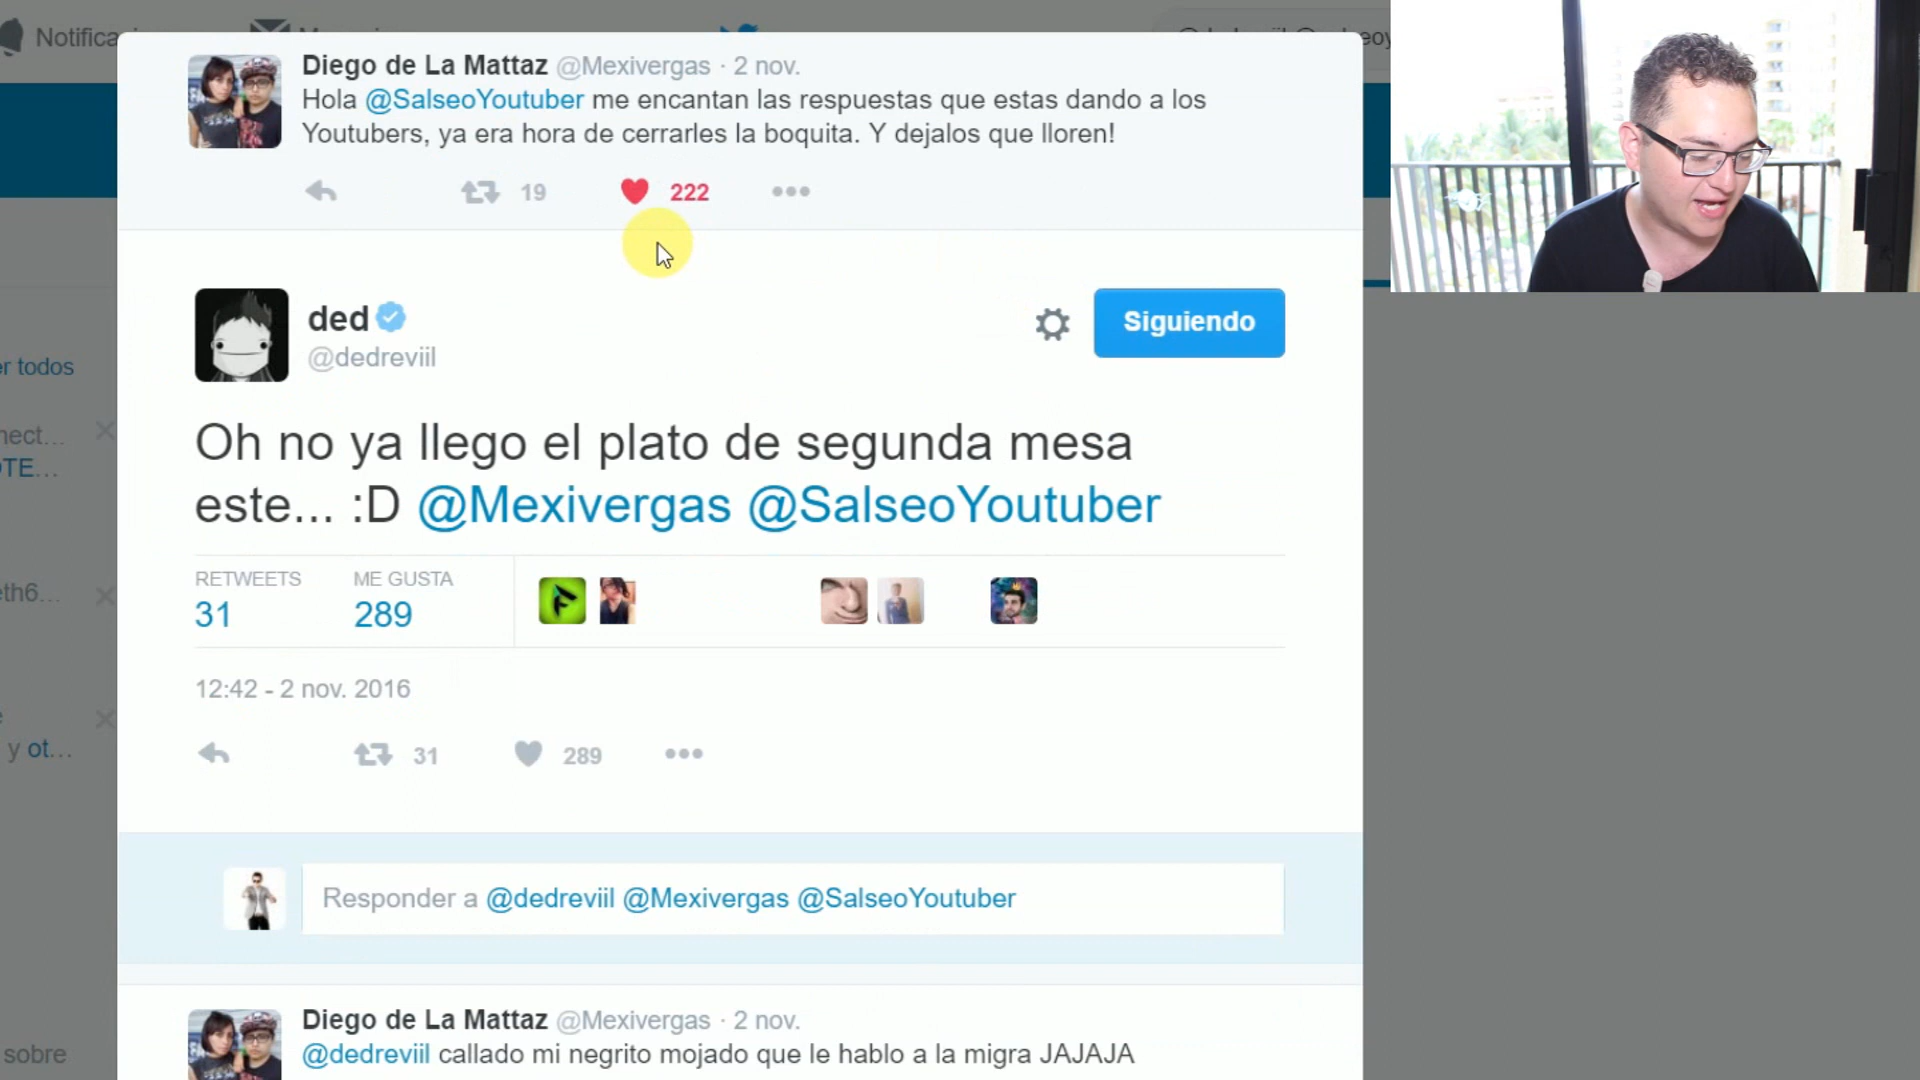 Notifica
Diego de La Mattaz @Mexivergas · 2 nov.
Hola @SalseoYoutuber me encantan las respuestas que estas dando a los
Youtubers, ya era hora de cerrarles la boquita. Y dejalos que lloren!
19 222
ded
@dedreviil
Siguiendo
er todos
Oh no ya llego el plato de segunda mesa
este... :D @Mexivergas @SalseoYoutuber
nect...
OTE...
RETWEETS ME GUSTA
31 289
eth6...
12:42 - 2 nov. 2016
y ot...
31 289
Responder a @dedreviil @Mexivergas @SalseoYoutuber
Diego de La Mattaz @Mexivergas · 2 nov.
@dedreviil callado mi negrito mojado que le hablo a la migra JAJAJA
sobre